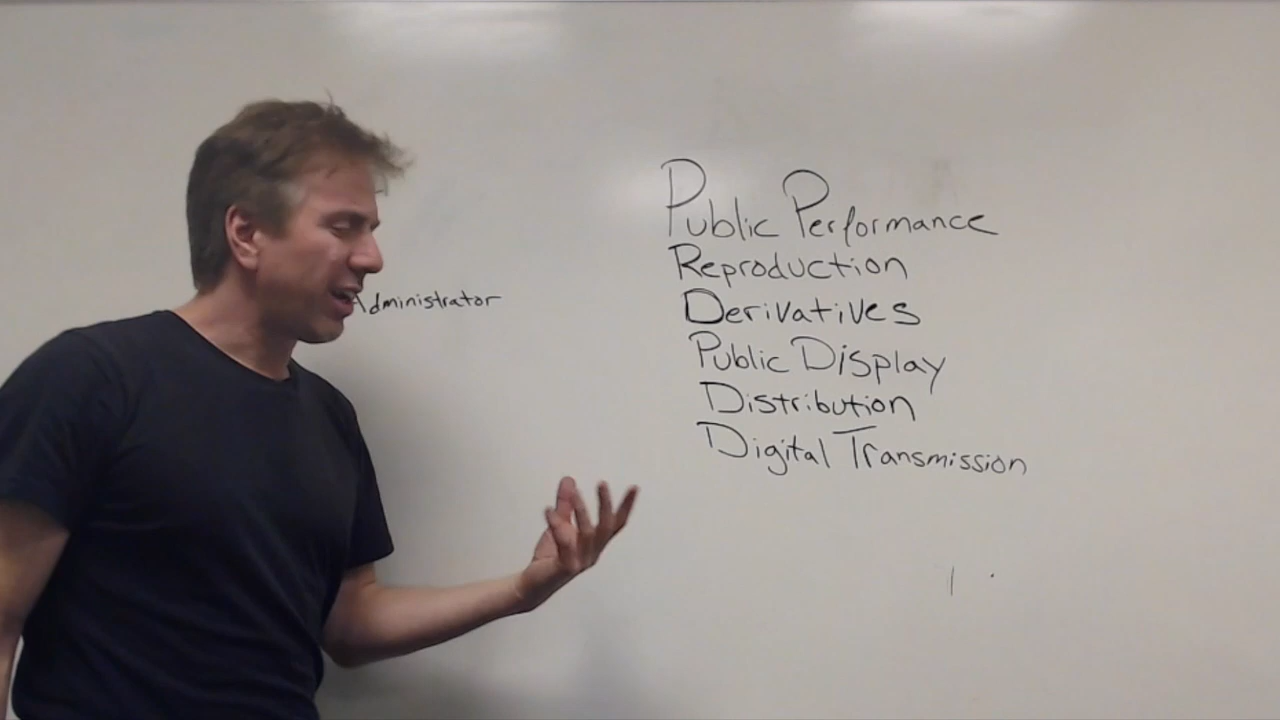 Administrator
Public Performance
Reproduction
Derivatives
Public Display
Distribution
Digital Transmission